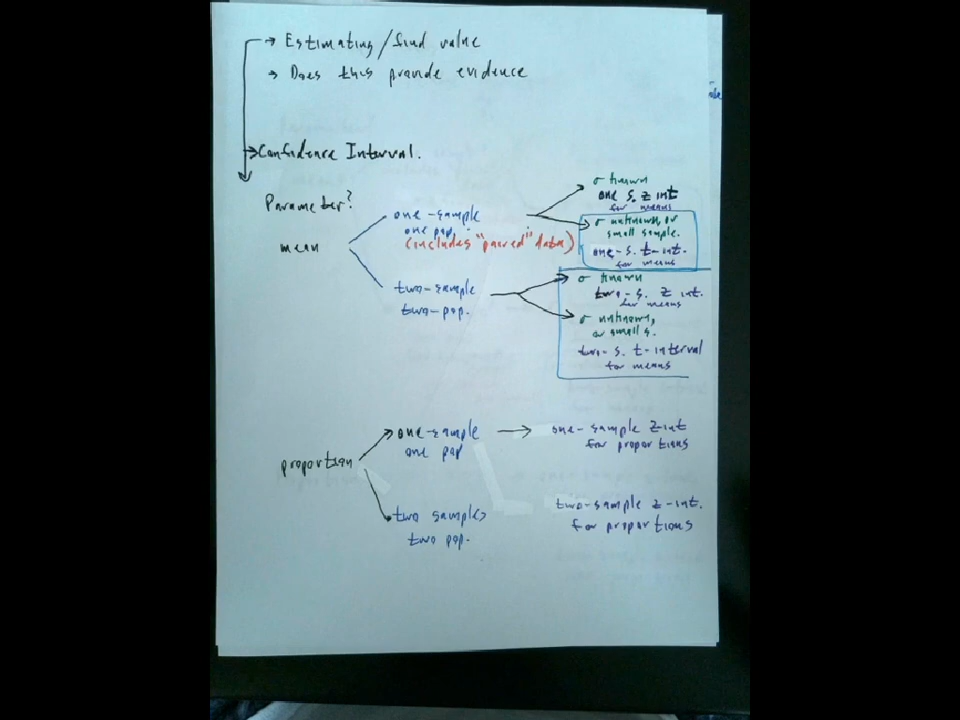 → Estimating/find value
→ Does this provide evidence
→ Confidence Interval.
Parameter?
mean
one-sample
one pop.
(includes "paired" data)
σ known
one s. z int
for means
σ unknown, or
small sample.
one-s. t-int.
for means
two-sample
two-pop.
σ known
two-s. z int.
for means
σ unknown,
or small s.
two-s. t-interval
for means
proportion
one-sample
one pop
one-sample z-int
for proportions
two samples
two pop.
two-sample z-int.
for proportions